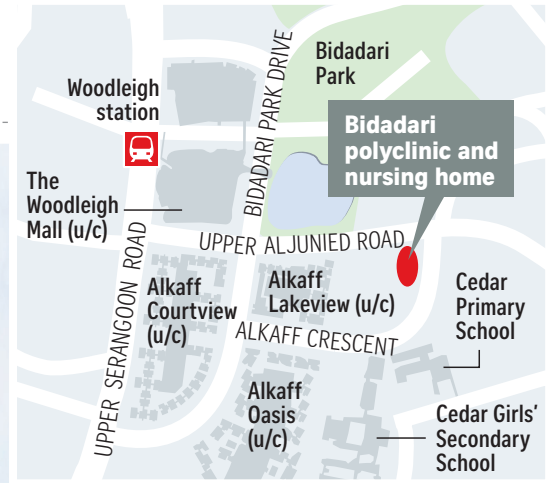 Bidadari
Park
BIDADARI PARK DRIVE
Woodleigh
station
Bidadari
polyclinic and
nursing home
The
Woodleigh
Mall (u/c)
UPPER ALJUNIED ROAD
UPPER SERANGOON ROAD
Alkaff
Courtview
(u/c)
Alkaff
Lakeview (u/c)
Cedar
Primary
School
ALKAFF CRESCENT
Alkaff
Oasis
(u/c)
Cedar Girls'
Secondary
School